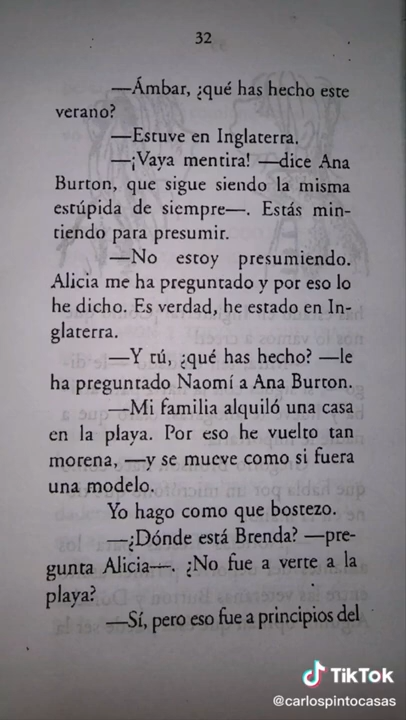 32
—Ámbar, ¿qué has hecho este
verano?
—Estuve en Inglaterra.
—¡Vaya mentira! —dice Ana
Burton, que sigue siendo la misma
estúpida de siempre—. Estás min-
tiendo para presumir.
—No estoy presumiendo.
Alicia me ha preguntado y por eso lo
he dicho. Es verdad, he estado en In-
glaterra.
—Y tú, ¿qué has hecho? —le
ha preguntado Naomí a Ana Burton.
—Mi familia alquiló una casa
en la playa. Por eso he vuelto tan
morena, —y se mueve como si fuera
una modelo.
Yo hago como que bostezo.
—¿Dónde está Brenda? —pre-
gunta Alicia—. ¿No fue a verte a la
playa?
—Sí, pero eso fue a principios del
TikTok
@carlospintocasas